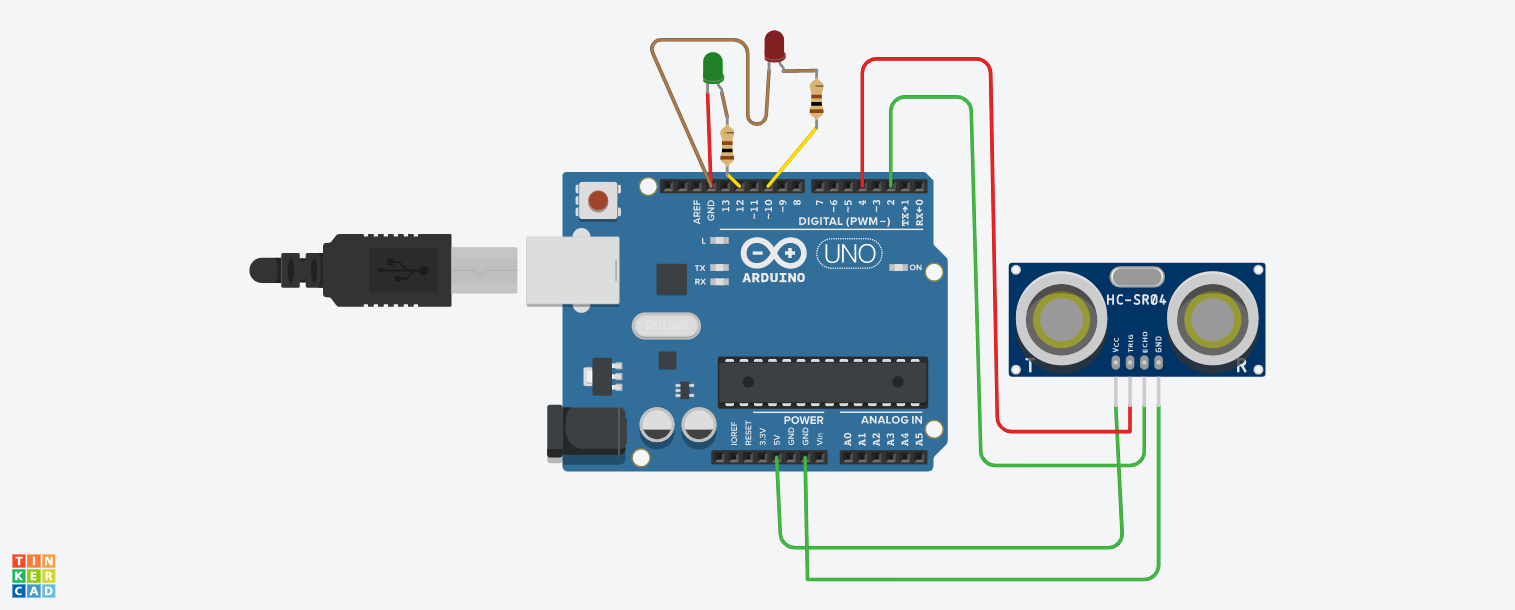 AREF
GND
13
12
~11
~10
~9
8
7
~6
~5
4
~3
2
TX→1
RX←0
DIGITAL (PWM~)
L
TX
RX
ARDUINO
UNO
ON
HC-SR04
Vcc
TRIG
ECHO
GND
T
R
POWER
ANALOG IN
IOREF
RESET
3.3V
5V
GND
GND
Vin
A0
A1
A2
A3
A4
A5
TIN
KER
CAD